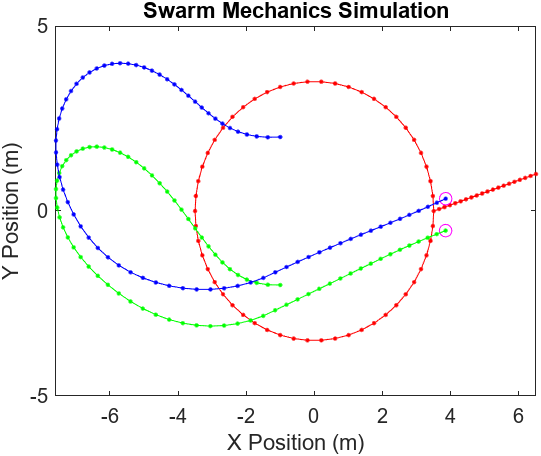 Swarm Mechanics Simulation
5
0
-5
Y Position (m)
-6 -4 -2 0 2 4 6
X Position (m)